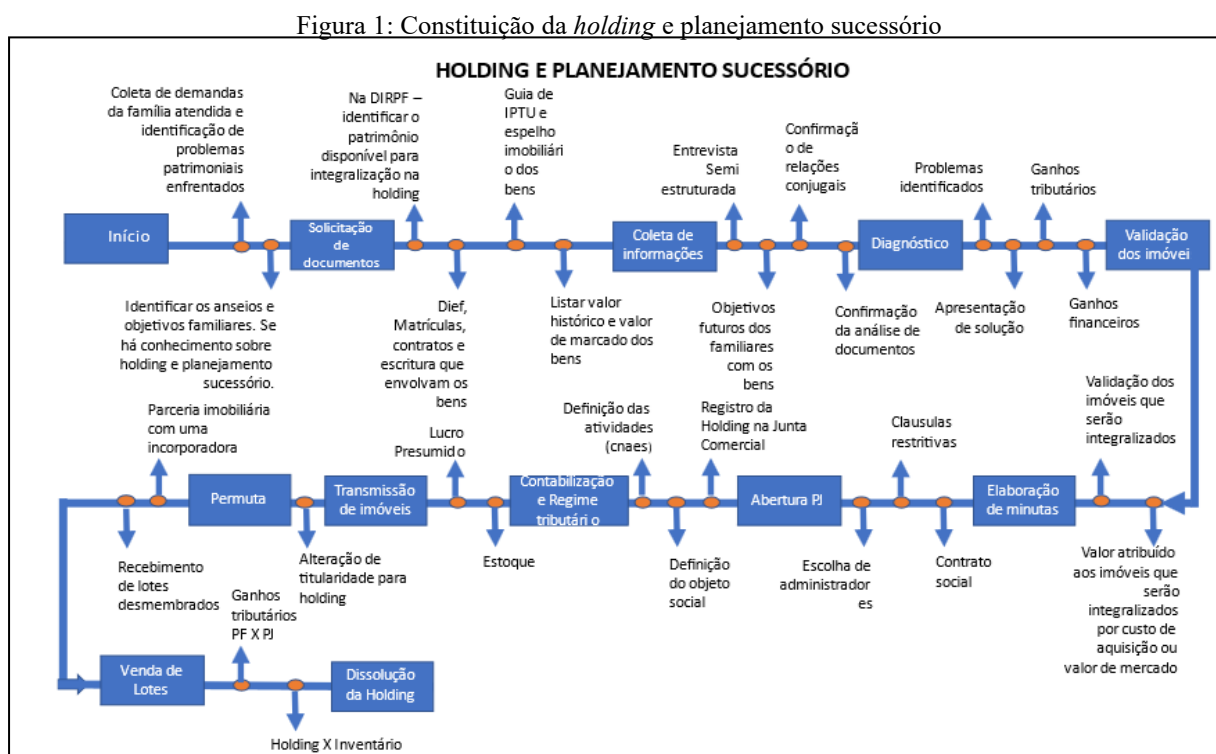 Figura 1: Constituição da holding e planejamento sucessório
HOLDING E PLANEJAMENTO SUCESSÓRIO
Coleta de demandas
da família atendida e
identificação de
problemas
patrimoniais
enfrentados
Na DIRPF –
identificar o
patrimônio
disponível para
integralização na
holding
Guia de
IPTU e
espelho
imobiliári
o dos
bens
Entrevista
Semi
estruturada
Confirmaçã
o de
relações
conjugais
Problemas
identificados
Ganhos
tributários
Início
Solicitação
de
documentos
Coleta de
informações
Diagnóstico
Validação
dos imóvei
Identificar os anseios e
objetivos familiares. Se
há conhecimento sobre
holding e planejamento
sucessório.
Dief,
Matrículas,
contratos e
escritura que
envolvam os
bens
Listar valor
histórico e valor
de marcado dos
bens
Objetivos
futuros dos
familiares
com os
bens
Confirmação
da análise de
documentos
Apresentação
de solução
Ganhos
financeiros
Parceria imobiliária
com uma
incorporadora
Lucro
Presumid o
Definição das
atividades
(cnaes)
Registro da
Holding na Junta
Comercial
Clausulas
restritivas
Validação dos
imóveis que
serão
integralizados
Permuta
Transmissão
de imóveis
Contabilização
e Regime
tributári o
Abertura PJ
Elaboração
de minutas
Recebimento
de lotes
desmembrados
Alteração de
titularidade para
holding
Estoque
Definição
do objeto
social
Escolha de
administrador
es
Contrato
social
Valor atribuído
aos imóveis que
serão
integralizados
por custo de
aquisição ou
valor de mercado
Ganhos
tributários
PF X PJ
Venda de
Lotes
Dissolução
da Holding
Holding X Inventário